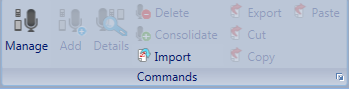 Manage
Add
Details
Delete
Consolidate
Import
Export
Cut
Copy
Paste
Commands